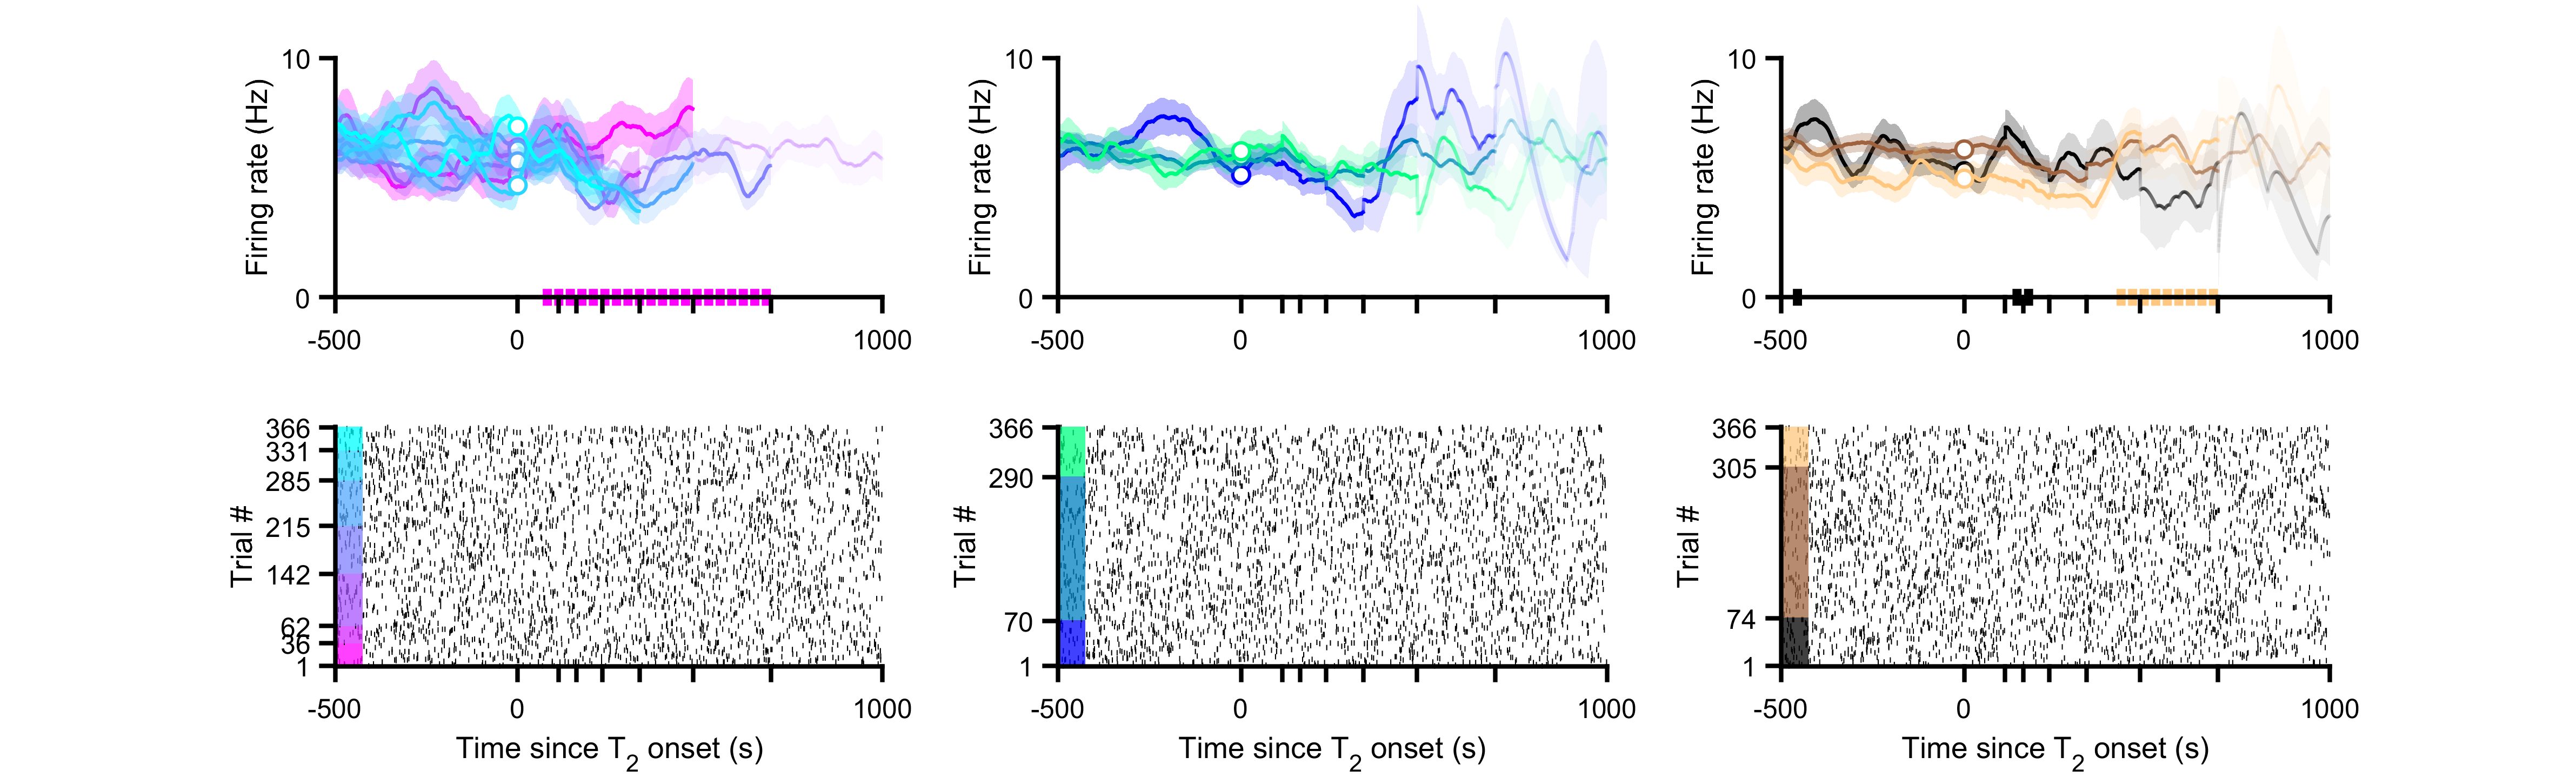 10
Firing rate (Hz)
0
-500 0 1000
10
Firing rate (Hz)
0
-500 0 1000
10
Firing rate (Hz)
0
-500 0 1000
366
331
285
215
142
62
36
1
Trial #
-500 0 1000
Time since T2 onset (s)
366
290
70
1
Trial #
-500 0 1000
Time since T2 onset (s)
366
305
74
1
Trial #
-500 0 1000
Time since T2 onset (s)